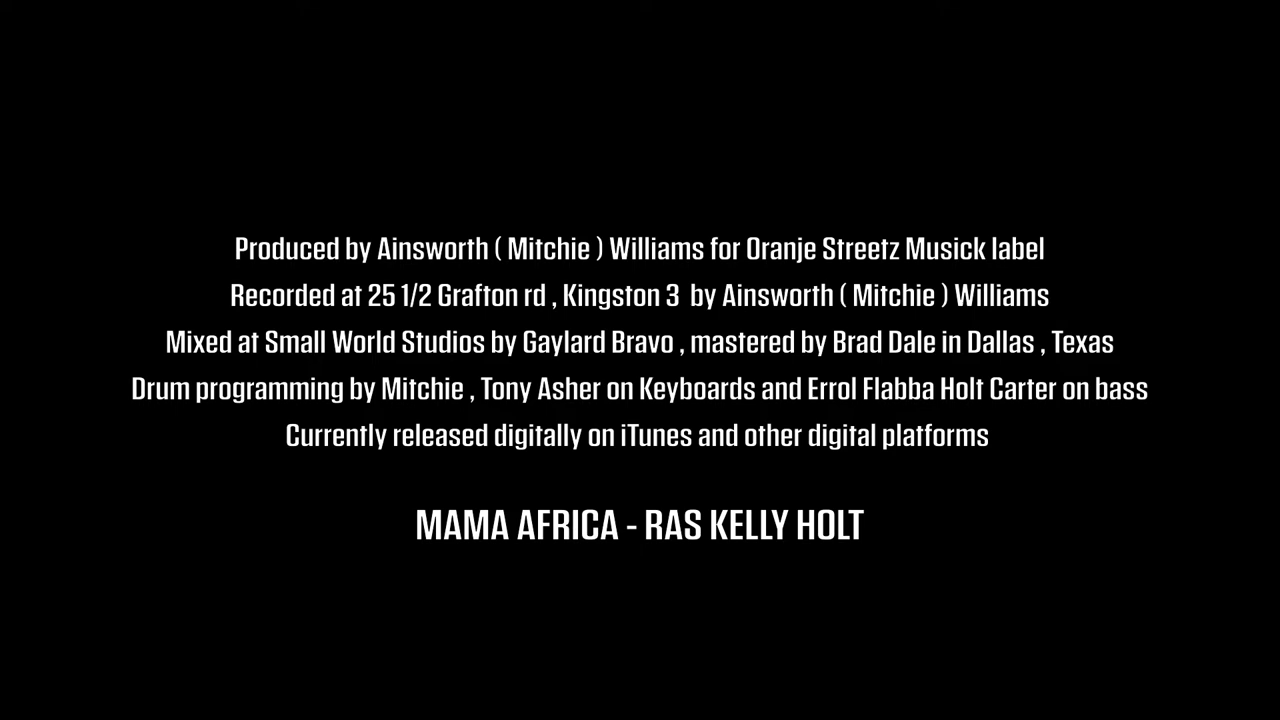 Produced by Ainsworth ( Mitchie ) Williams for Oranje Streetz Musick label
Recorded at 25 1/2 Grafton rd , Kingston 3  by Ainsworth ( Mitchie ) Williams
Mixed at Small World Studios by Gaylard Bravo , mastered by Brad Dale in Dallas , Texas
Drum programming by Mitchie , Tony Asher on Keyboards and Errol Flabba Holt Carter on bass
Currently released digitally on iTunes and other digital platforms
MAMA AFRICA - RAS KELLY HOLT